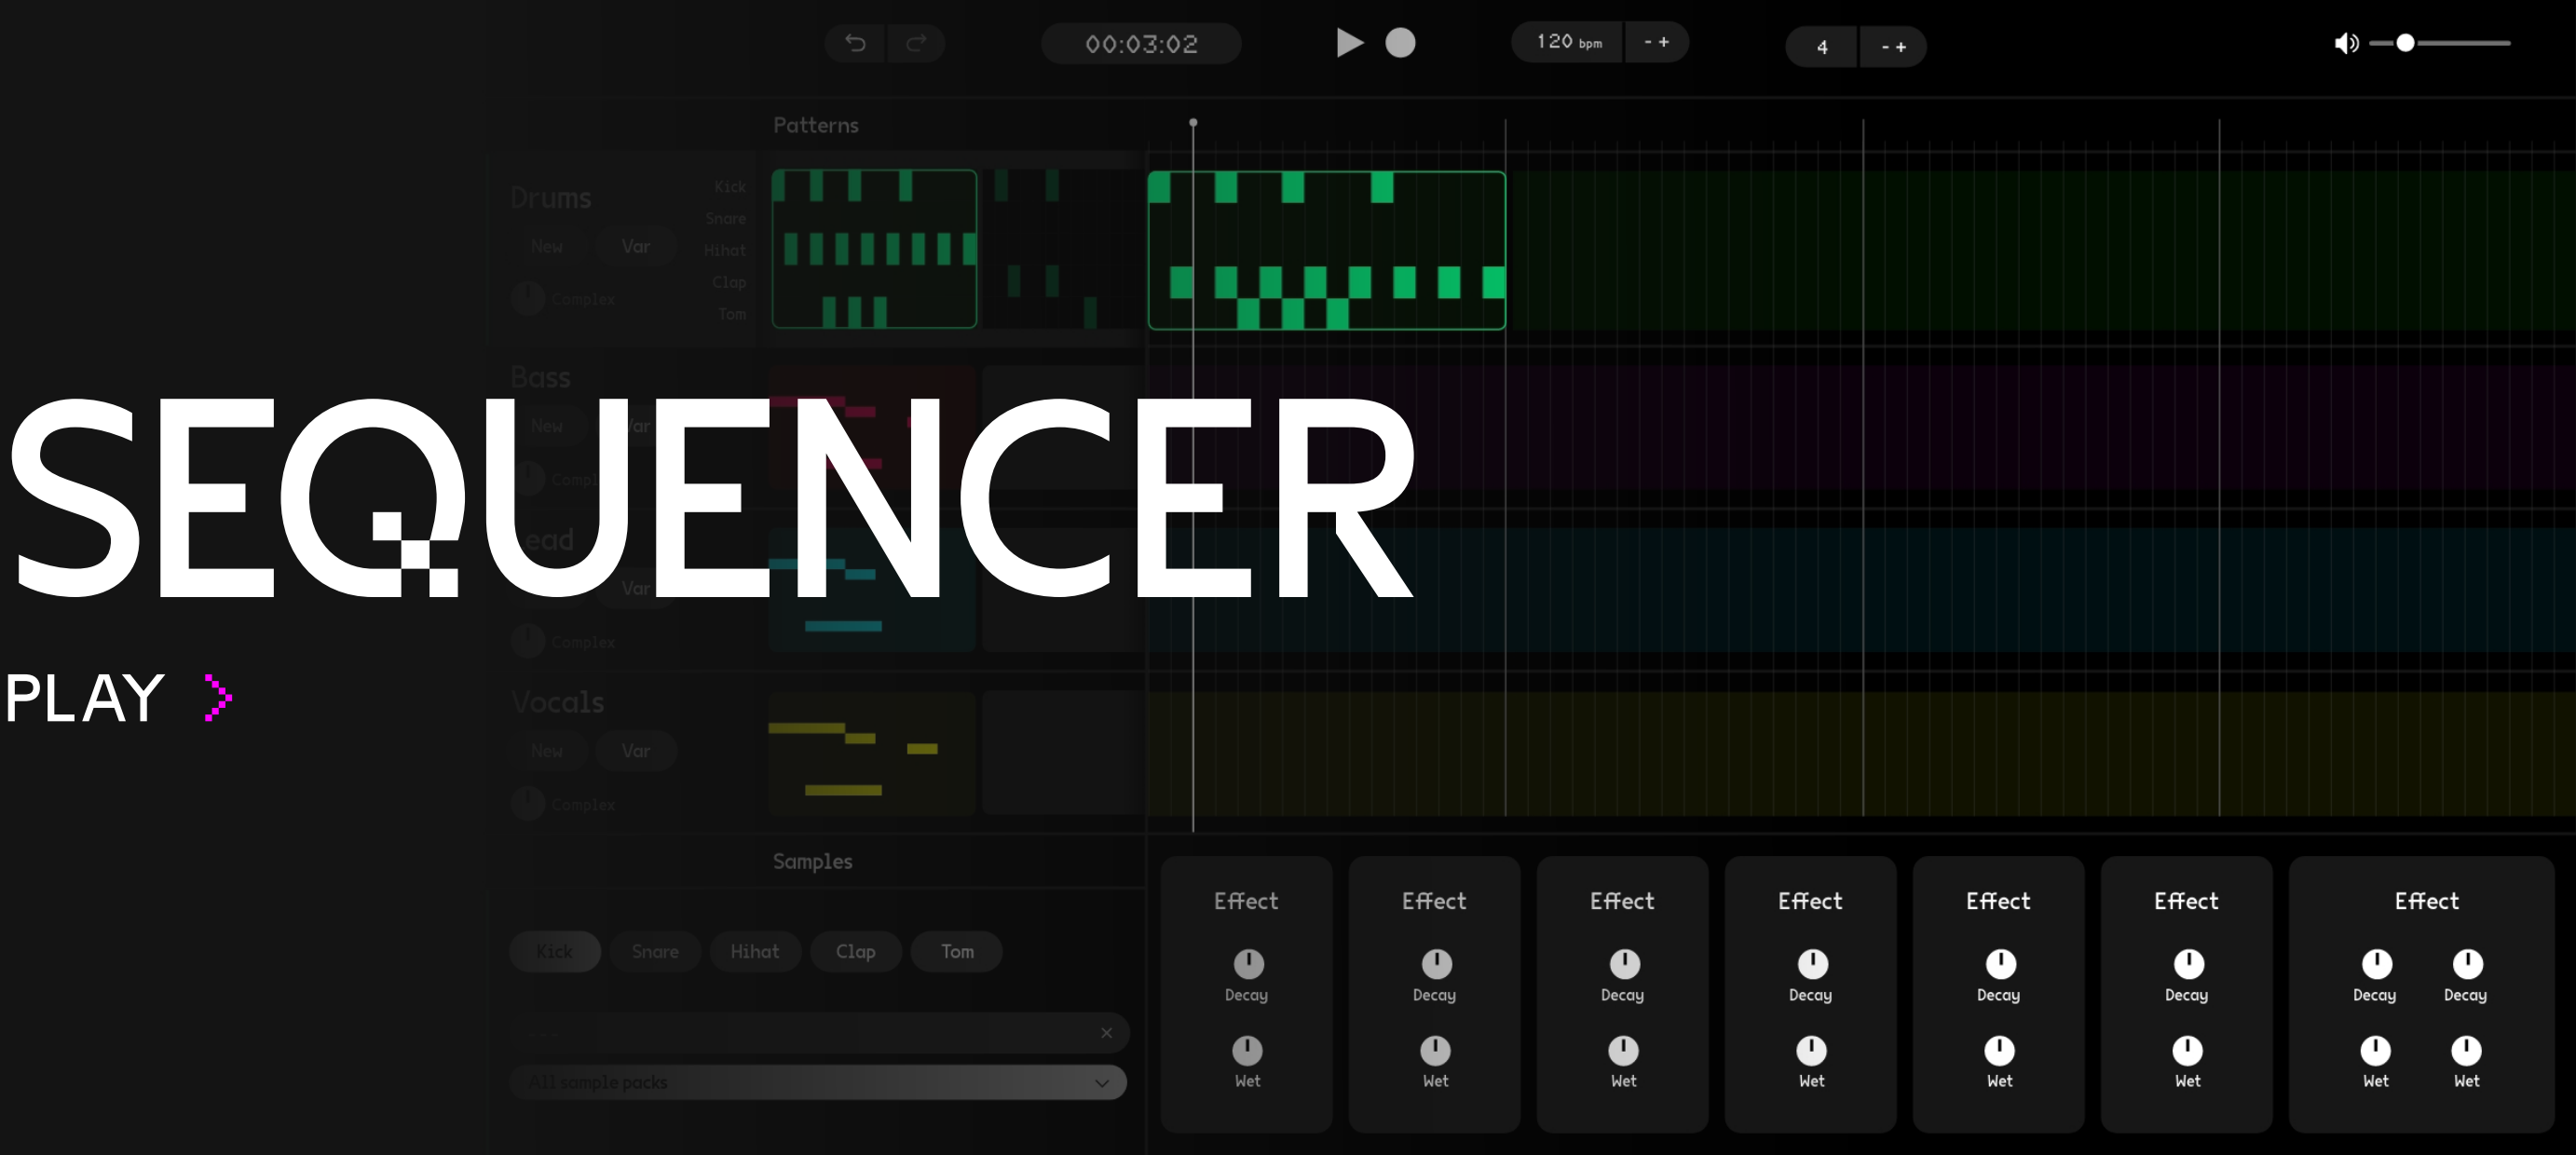 00:03:02
120 bpm - +
4 - +
Patterns
Drums
New Var
Complex
Kick
Snare
Hihat
Clap
Tom
Bass
New Var
Compl
SEQUENCER
ead
Var
Complex
PLAY
Vocals
New Var
Complex
Samples
Kick Snare Hihat Clap Tom
All sample packs
Effect Effect Effect Effect Effect Effect Effect
Decay Decay Decay Decay Decay Decay Decay Decay
Wet Wet Wet Wet Wet Wet Wet Wet